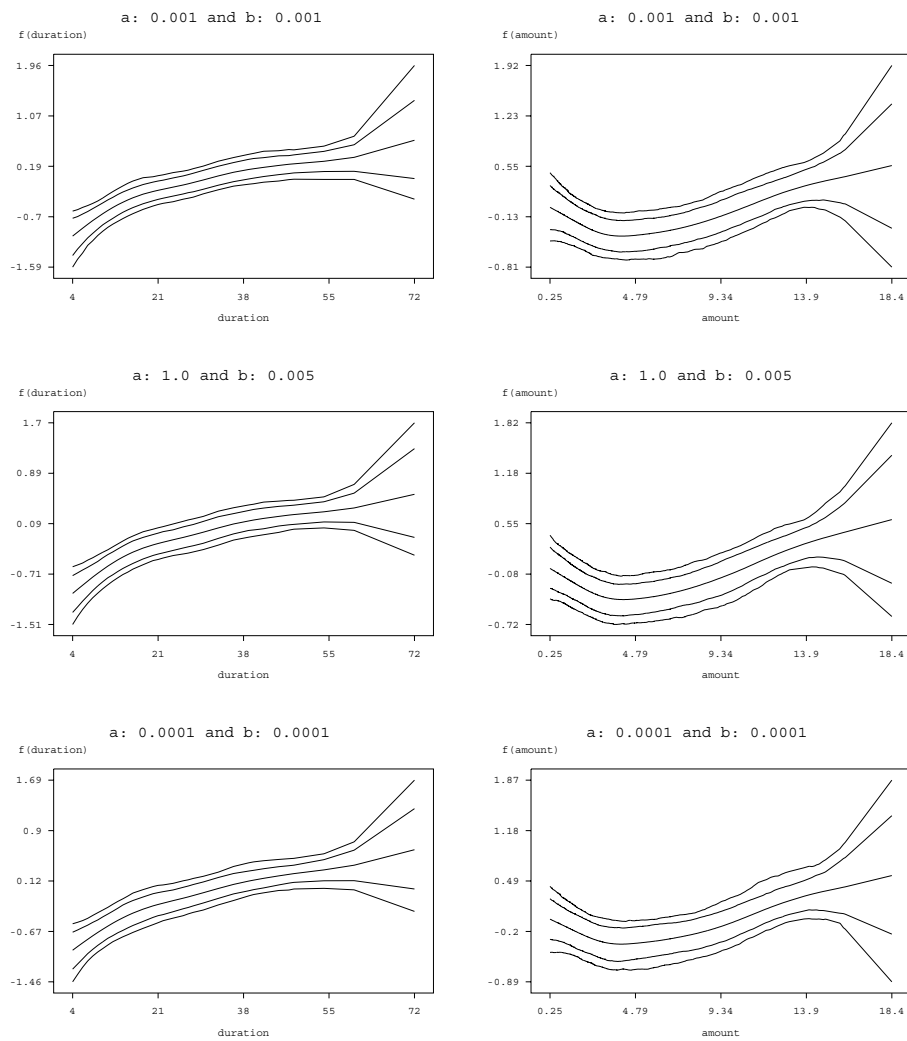 a: 0.001 and b: 0.001
f(duration)
1.96
1.07
0.19
-0.7
-1.59
4 21 38 55 72
duration
a: 0.001 and b: 0.001
f(amount)
1.92
1.23
0.55
-0.13
-0.81
0.25 4.79 9.34 13.9 18.4
amount
a: 1.0 and b: 0.005
f(duration)
1.7
0.89
0.09
-0.71
-1.51
4 21 38 55 72
duration
a: 1.0 and b: 0.005
f(amount)
1.82
1.18
0.55
-0.08
-0.72
0.25 4.79 9.34 13.9 18.4
amount
a: 0.0001 and b: 0.0001
f(duration)
1.69
0.9
0.12
-0.67
-1.46
4 21 38 55 72
duration
a: 0.0001 and b: 0.0001
f(amount)
1.87
1.18
0.49
-0.2
-0.89
0.25 4.79 9.34 13.9 18.4
amount